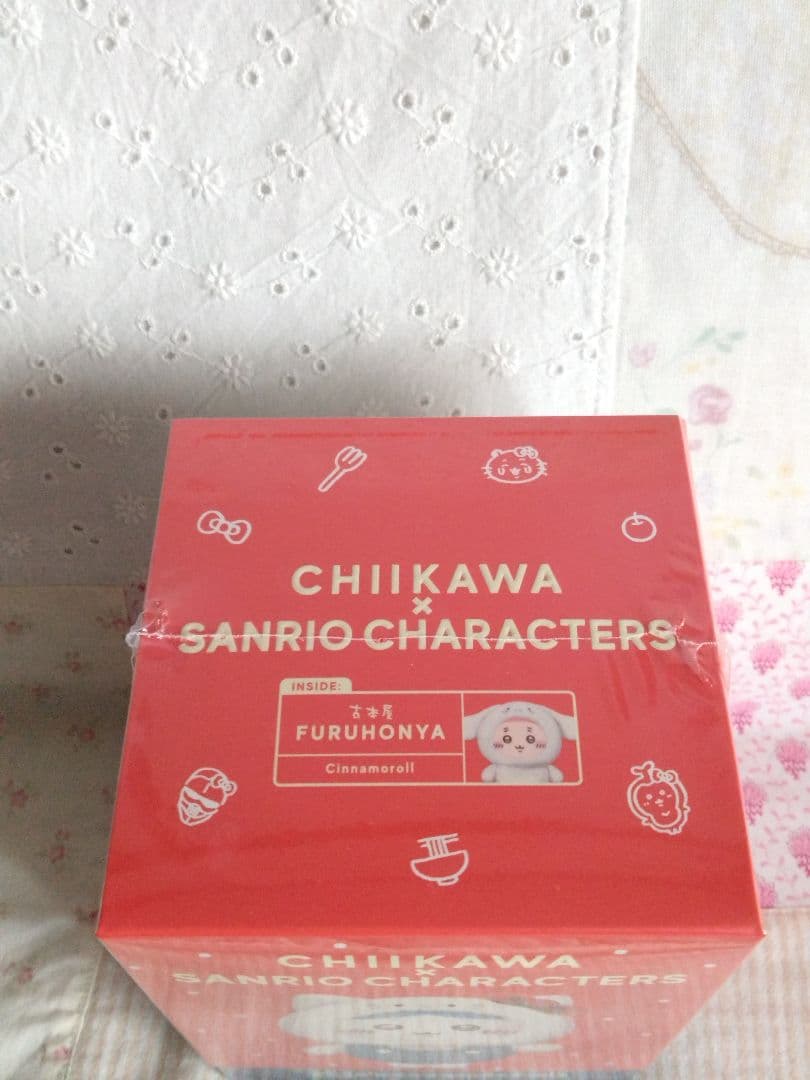 CHIIKAWA
×
SANRIO CHARACTERS
INSIDE:
古本屋
FURUHONYA
Cinnamoroll
CHIIKAWA
×
SANRIO CHARACTERS